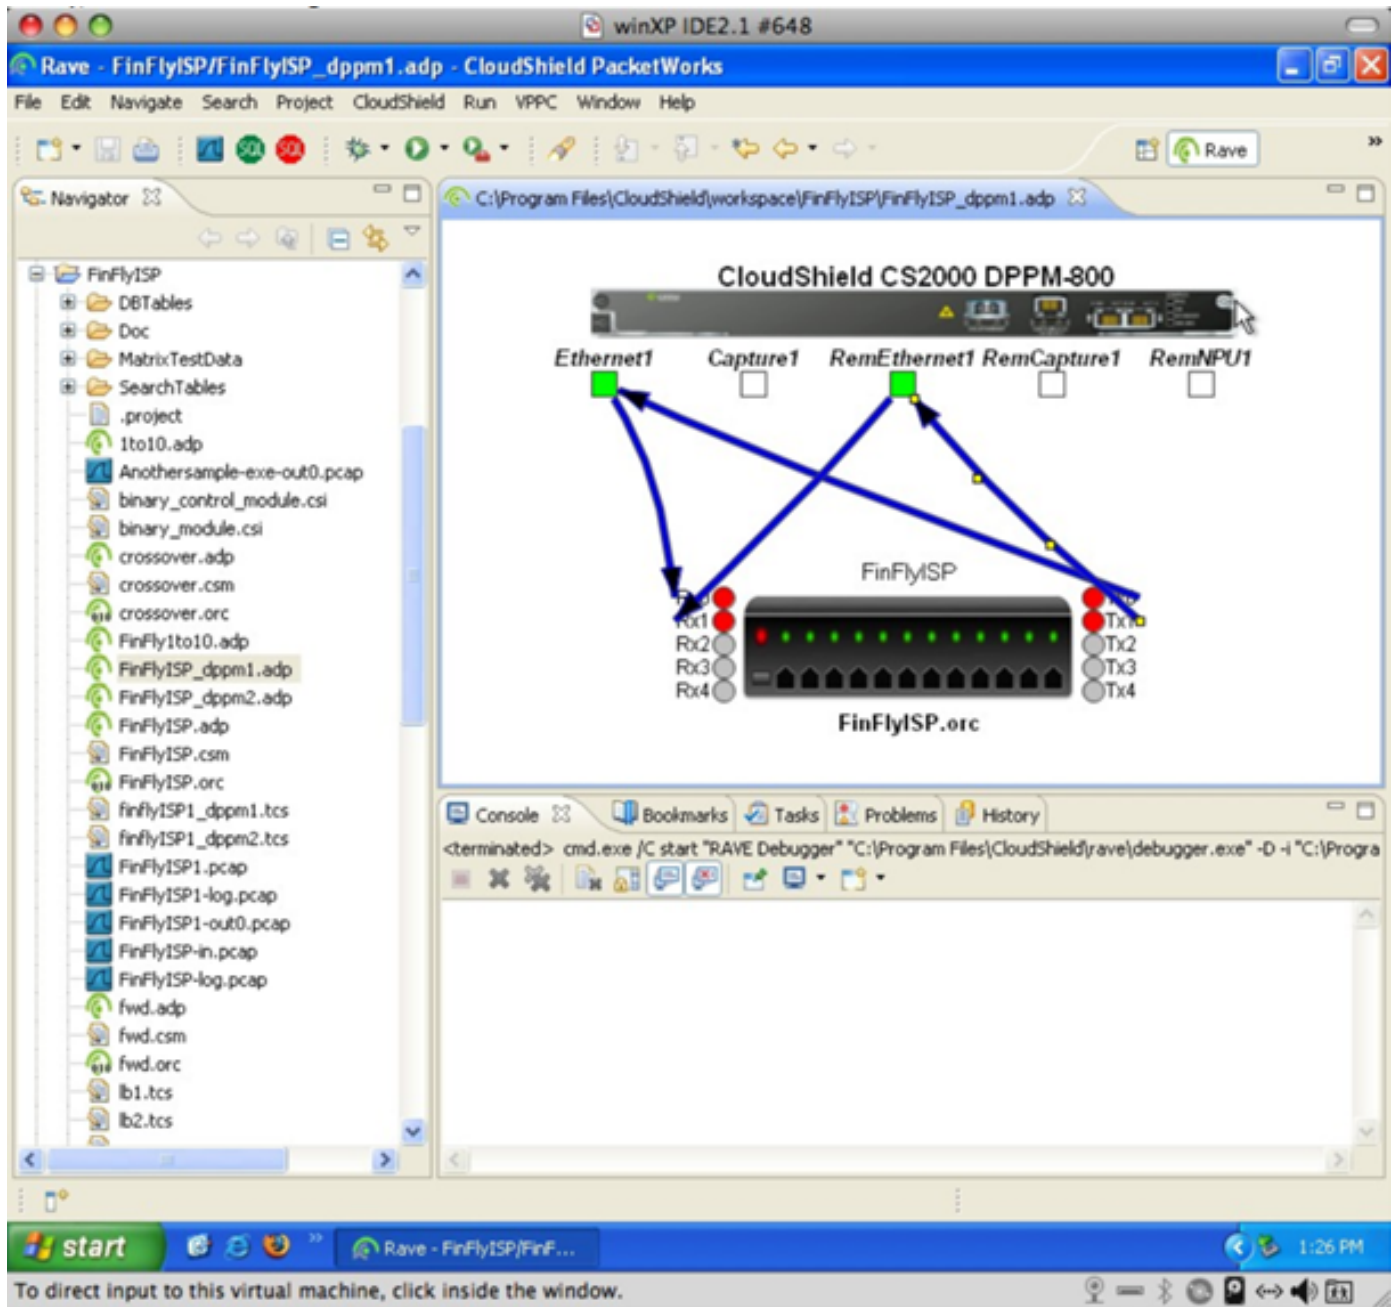 winXP IDE2.1 #648
Rave - FinFlyISP/FinFlyISP_dppm1.adp - CloudShield PacketWorks
File Edit Navigate Search Project CloudShield Run VPPC Window Help
SQL SQL Rave »
Navigator
C:\Program Files\CloudShield\workspace\FinFlyISP\FinFlyISP_dppm1.adp
FinFlyISP
DBTables
Doc
MatrixTestData
SearchTables
.project
1to10.adp
Anothersample-exe-out0.pcap
binary_control_module.csi
binary_module.csi
crossover.adp
crossover.csm
crossover.orc
FinFly1to10.adp
FinFlyISP_dppm1.adp
FinFlyISP_dppm2.adp
FinFlyISP.adp
FinFlyISP.csm
FinFlyISP.orc
finflyISP1_dppm1.tcs
finflyISP1_dppm2.tcs
FinFlyISP1.pcap
FinFlyISP1-log.pcap
FinFlyISP1-out0.pcap
FinFlyISP-in.pcap
FinFlyISP-log.pcap
fwd.adp
fwd.csm
fwd.orc
lb1.tcs
lb2.tcs
CloudShield CS2000 DPPM-800
Ethernet1 Capture1 RemEthernet1 RemCapture1 RemNPU1
FinFlyISP
Rx1 Tx1
Rx2 Tx2
Rx3 Tx3
Rx4 Tx4
FinFlyISP.orc
Console Bookmarks Tasks Problems History
<terminated> cmd.exe /C start "RAVE Debugger" "C:\Program Files\CloudShield\rave\debugger.exe" -D -i "C:\Progra
start » Rave - FinFlyISP/FinF... 1:26 PM
To direct input to this virtual machine, click inside the window.